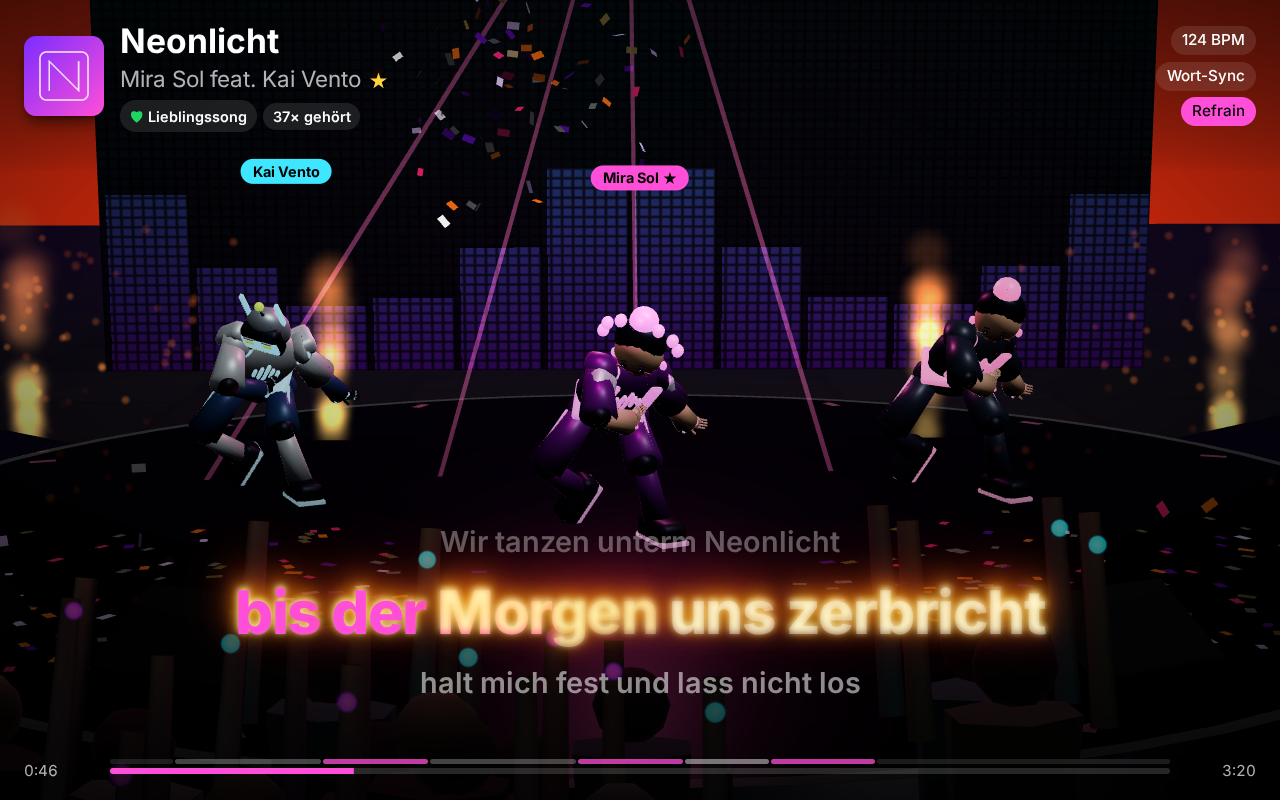 Neonlicht
Mira Sol feat. Kai Vento ★
Lieblingssong
37× gehört
124 BPM
Wort-Sync
Refrain
Kai Vento
Mira Sol ★
Wir tanzen unterm Neonlicht
bis der Morgen uns zerbricht
halt mich fest und lass nicht los
0:46
3:20